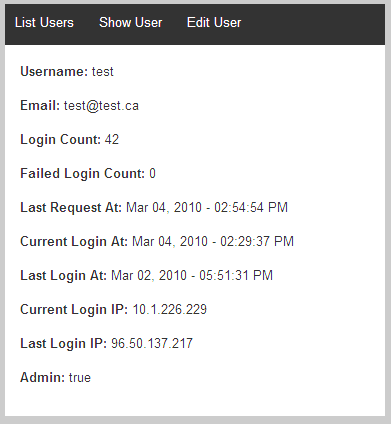 List Users Show User Edit User
Username: test
Email: test@test.ca
Login Count: 42
Failed Login Count: 0
Last Request At: Mar 04, 2010 - 02:54:54 PM
Current Login At: Mar 04, 2010 - 02:29:37 PM
Last Login At: Mar 02, 2010 - 05:51:31 PM
Current Login IP: 10.1.226.229
Last Login IP: 96.50.137.217
Admin: true